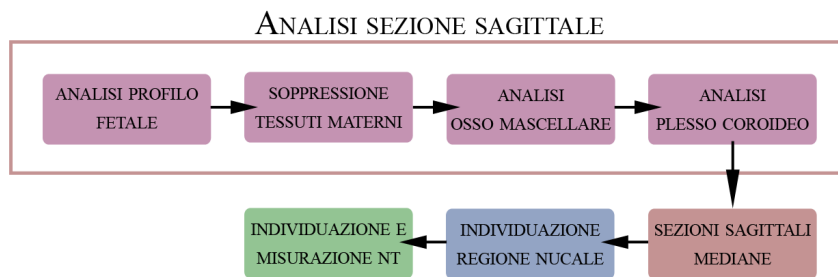 ANALISI SEZIONE SAGITTALE
ANALISI PROFILO
FETALE
SOPPRESSIONE
TESSUTI MATERNI
ANALISI
OSSO MASCELLARE
ANALISI
PLESSO COROIDEO
SEZIONI SAGITTALI
MEDIANE
INDIVIDUAZIONE
REGIONE NUCALE
INDIVIDUAZIONE E
MISURAZIONE NT